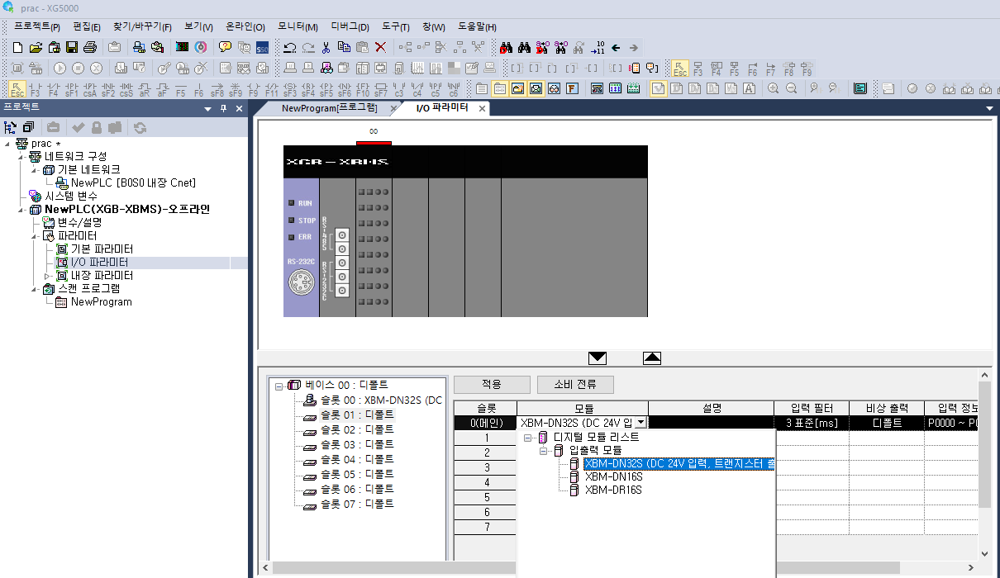 prac - XG5000
프로젝트(P) 편집(E) 찾기/바꾸기(F) 보기(V) 온라인(O) 모니터(M) 디버그(D) 도구(T) 창(W) 도움말(H)
Esc F3 F4 F5 F6 F7 F8 F9
Esc F3 F4 sF1 sF2 F5 F6 sF8 sF9 F9 F11 sF3 sF4 sF5 sF6 F10 sF7 c3 c4 c5 c6
프로젝트
NewProgram[프로그램]
I/O 파라미터
prac *
네트워크 구성
기본 네트워크
NewPLC [B0S0 내장 Cnet]
시스템 변수
NewPLC(XGB-XBMS)-오프라인
변수/설명
파라미터
기본 파라미터
I/O 파라미터
내장 파라미터
스캔 프로그램
NewProgram
00
XGB - XBMS
RUN
STOP
ERR
RS-232C
RS-485
RS-232C
베이스 00 : 디폴트
슬롯 00 : XBM-DN32S (DC
슬롯 01 : 디폴트
슬롯 02 : 디폴트
슬롯 03 : 디폴트
슬롯 04 : 디폴트
슬롯 05 : 디폴트
슬롯 06 : 디폴트
슬롯 07 : 디폴트
적용 소비 전류
슬롯 모듈 설명 입력 필터 비상 출력 입력 정보
0(메인) XBM-DN32S (DC 24V 입 3 표준[ms] 디폴트 P0000 ~ P0
1
2
3
4
5
6
7
디지털 모듈 리스트
입출력 모듈
XBM-DN32S (DC 24V 입력, 트랜지스터 출
XBM-DN16S
XBM-DR16S